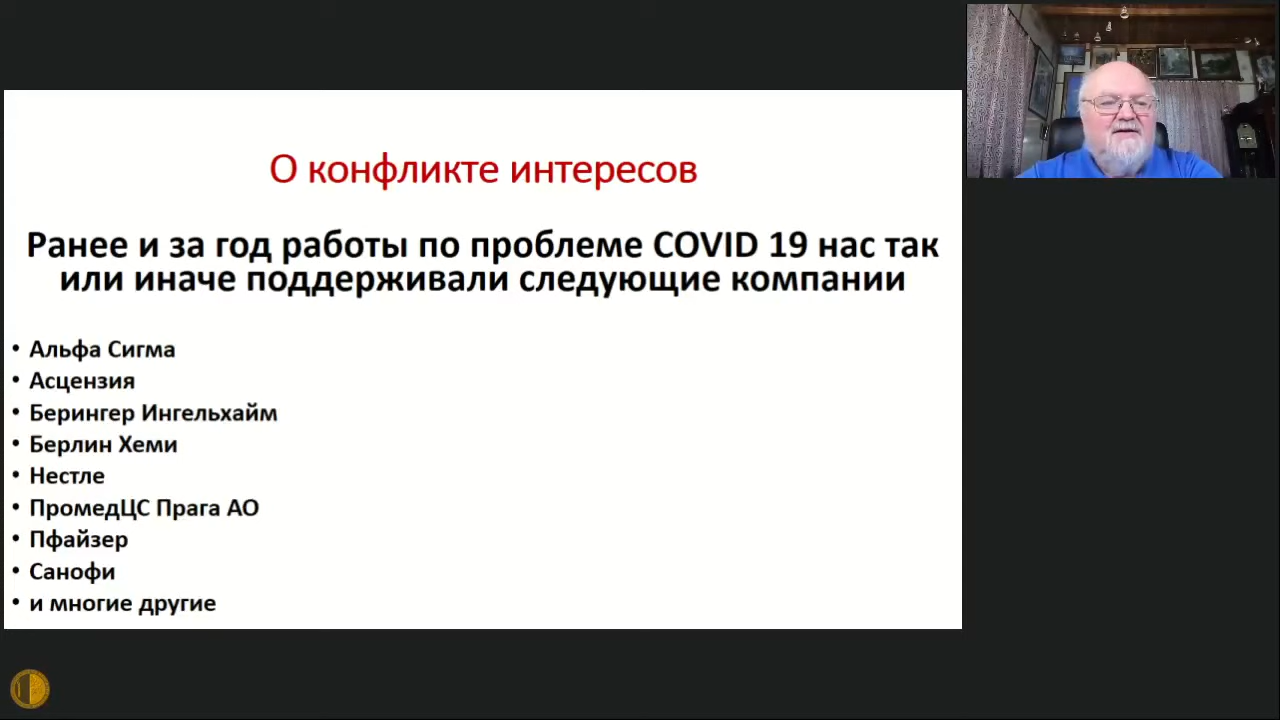 О конфликте интересов
Ранее и за год работы по проблеме COVID 19 нас так
или иначе поддерживали следующие компании
• Альфа Сигма
• Асцензия
• Берингер Ингельхайм
• Берлин Хеми
• Нестле
• ПромедЦС Прага АО
• Пфайзер
• Санофи
• и многие другие